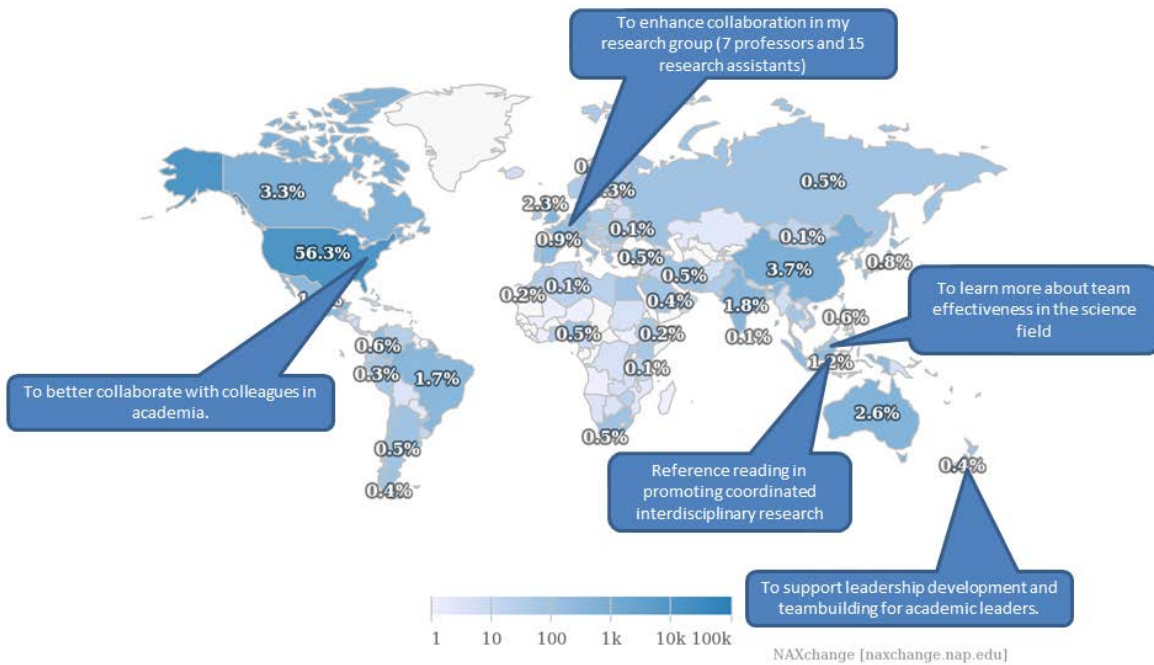 To enhance collaboration in my
research group (7 professors and 15
research assistants)
3.3%
0.5%
2.3%
56.3%
0.9%
0.1%
0.1%
0.5%
0.5%
3.7%
0.8%
0.2%
0.1%
0.4%
1.8%
To learn more about team
effectiveness in the science
field
0.6%
0.5%
0.2%
0.1%
0.6%
0.3%
1.7%
0.1%
1.2%
To better collaborate with colleagues in
academia.
2.6%
0.5%
0.5%
0.4%
Reference reading in
promoting coordinated
interdisciplinary research
0.4%
To support leadership development and
teambuilding for academic leaders.
1 10 100 1k 10k 100k
NAXchange [naxchange.nap.edu]